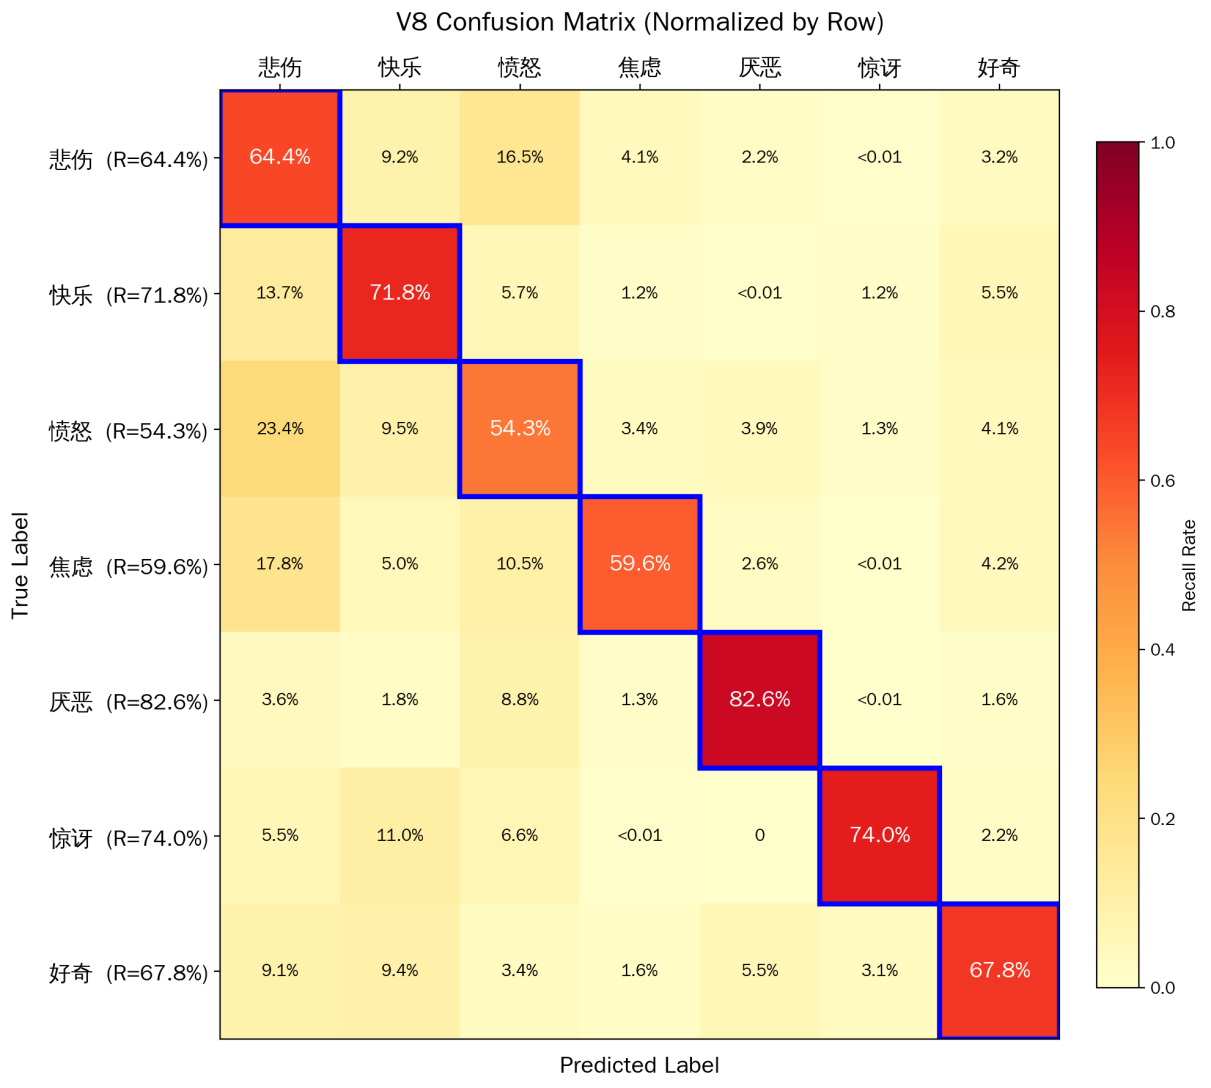 V8 Confusion Matrix (Normalized by Row)
悲伤 快乐 愤怒 焦虑 厌恶 惊讶 好奇
悲伤 (R=64.4%) 64.4% 9.2% 16.5% 4.1% 2.2% <0.01 3.2%
快乐 (R=71.8%) 13.7% 71.8% 5.7% 1.2% <0.01 1.2% 5.5%
愤怒 (R=54.3%) 23.4% 9.5% 54.3% 3.4% 3.9% 1.3% 4.1%
焦虑 (R=59.6%) 17.8% 5.0% 10.5% 59.6% 2.6% <0.01 4.2%
厌恶 (R=82.6%) 3.6% 1.8% 8.8% 1.3% 82.6% <0.01 1.6%
惊讶 (R=74.0%) 5.5% 11.0% 6.6% <0.01 0 74.0% 2.2%
好奇 (R=67.8%) 9.1% 9.4% 3.4% 1.6% 5.5% 3.1% 67.8%
True Label
Predicted Label
1.0
0.8
0.6
0.4
0.2
0.0
Recall Rate